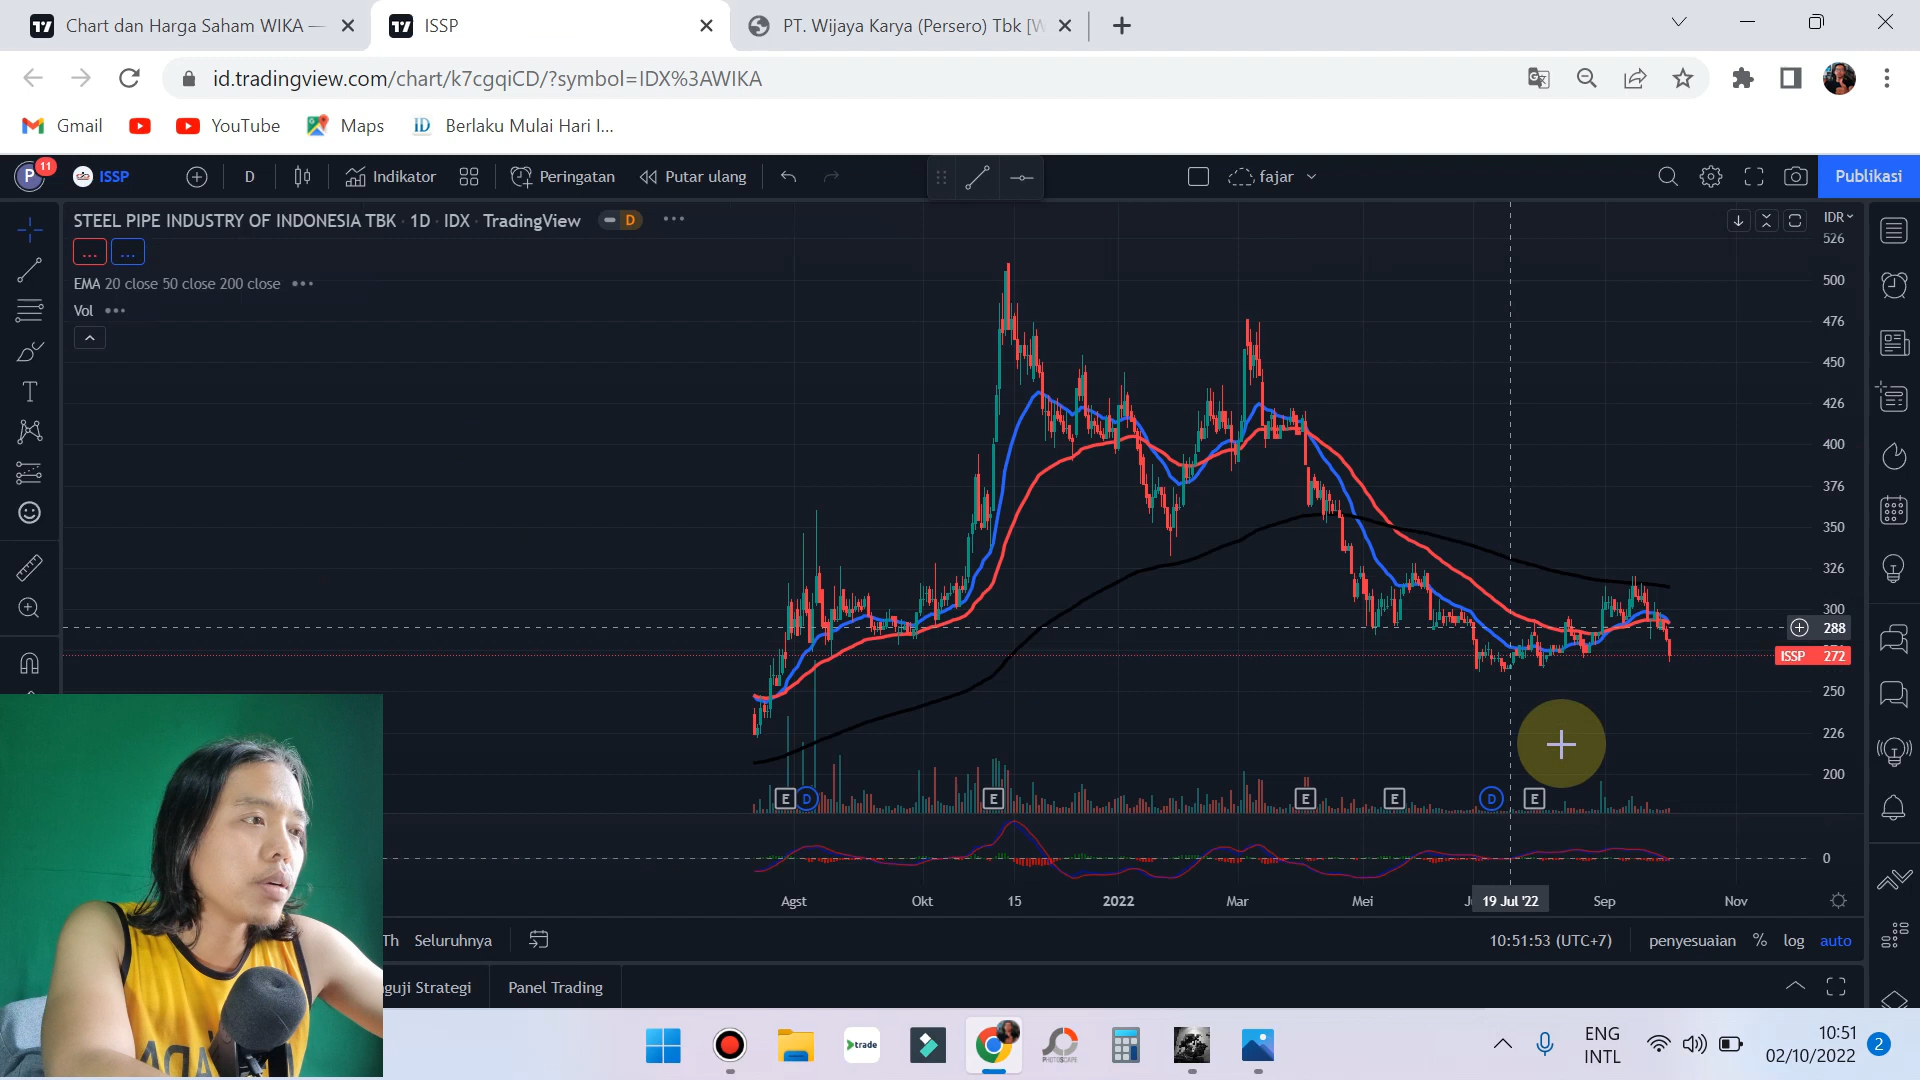 Chart dan Harga Saham WIKA —
ISSP
PT. Wijaya Karya (Persero) Tbk [W
id.tradingview.com/chart/k7cgqiCD/?symbol=IDX%3AWIKA
Gmail
YouTube
Maps
ID
Berlaku Mulai Hari I...
P
11
ISSP
D
Indikator
Peringatan
Putar ulang
fajar
Publikasi
STEEL PIPE INDUSTRY OF INDONESIA TBK · 1D · IDX · TradingView
D
IDR
EMA 20 close 50 close 200 close
Vol
526
500
476
450
426
400
376
350
326
300
288
ISSP 272
250
226
200
0
E
D
E
E
E
D
E
Agst
Okt
15
2022
Mar
Mei
19 Jul '22
Sep
Nov
Th
Seluruhnya
10:51:53 (UTC+7)
penyesuaian
%
log
auto
guji Strategi
Panel Trading
trade
PHOTOSCAPE
ENG
INTL
10:51
02/10/2022
2